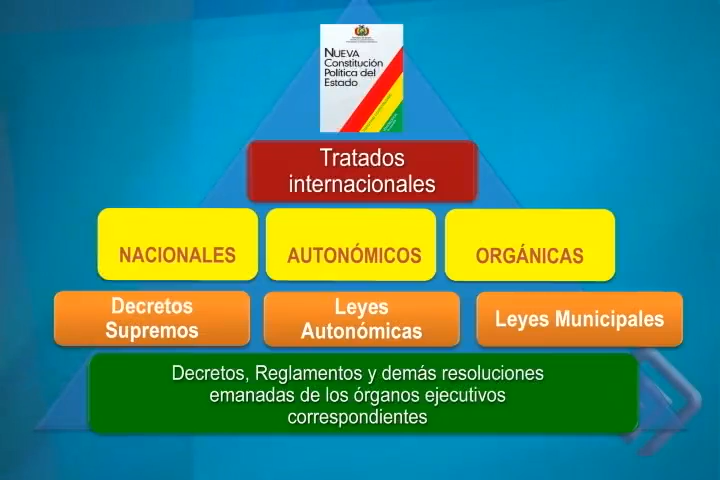 NUEVA
Constitución
Política del
Estado
Tratados
internacionales
NACIONALES
AUTONÓMICOS
ORGÁNICAS
Decretos
Supremos
Leyes
Autonómicas
Leyes Municipales
Decretos, Reglamentos y demás resoluciones
emanadas de los órganos ejecutivos
correspondientes